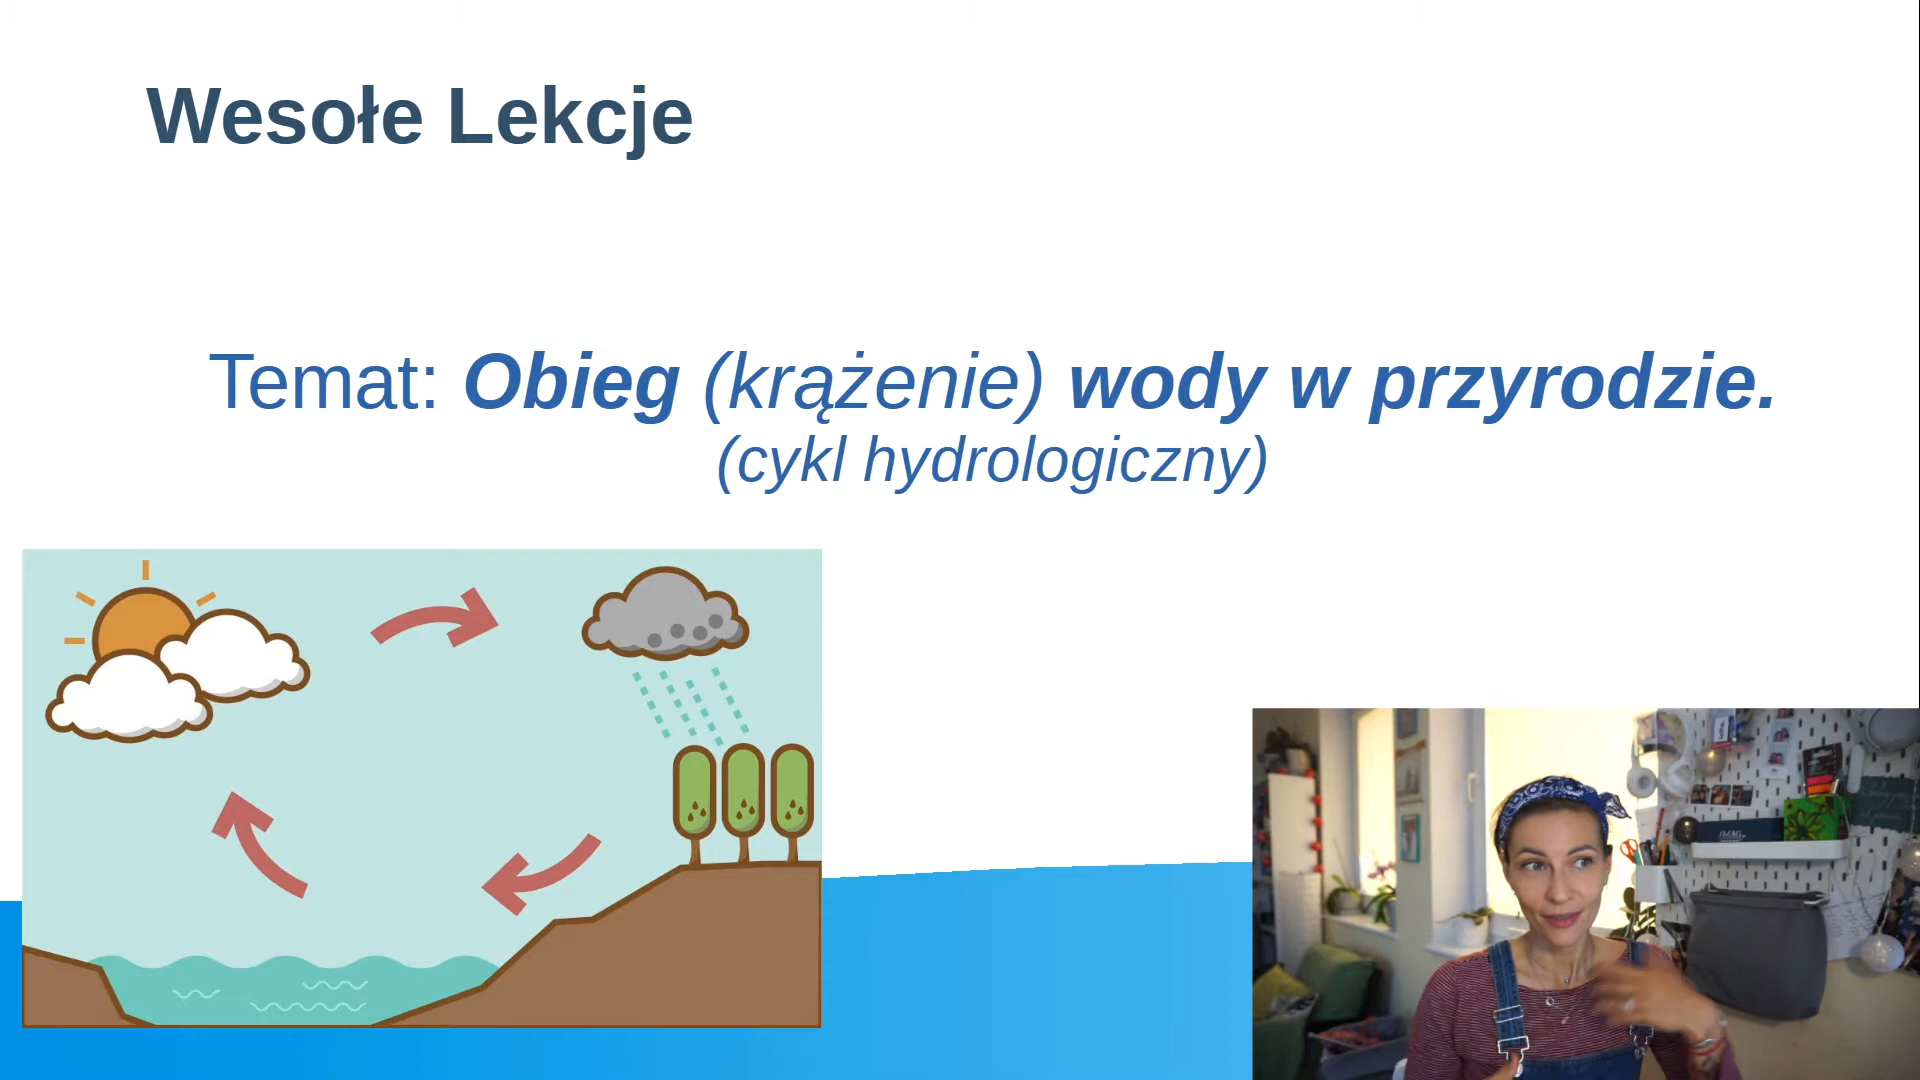 Wesołe Lekcje
Temat: Obieg (krążenie) wody w przyrodzie.
(cykl hydrologiczny)